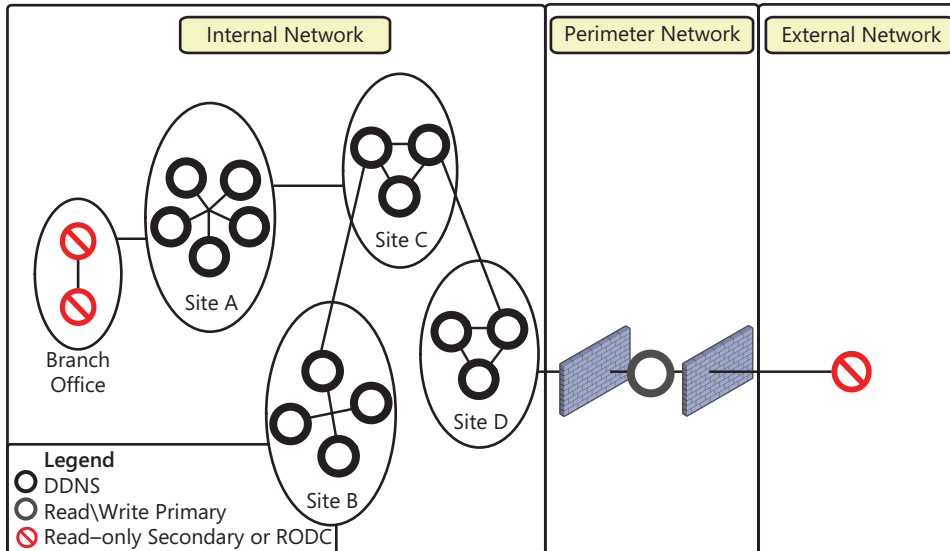 Internal Network
Perimeter Network
External Network
Site C
Site A
Branch
Office
Site D
Site B
Legend
DDNS
Read\Write Primary
Read–only Secondary or RODC